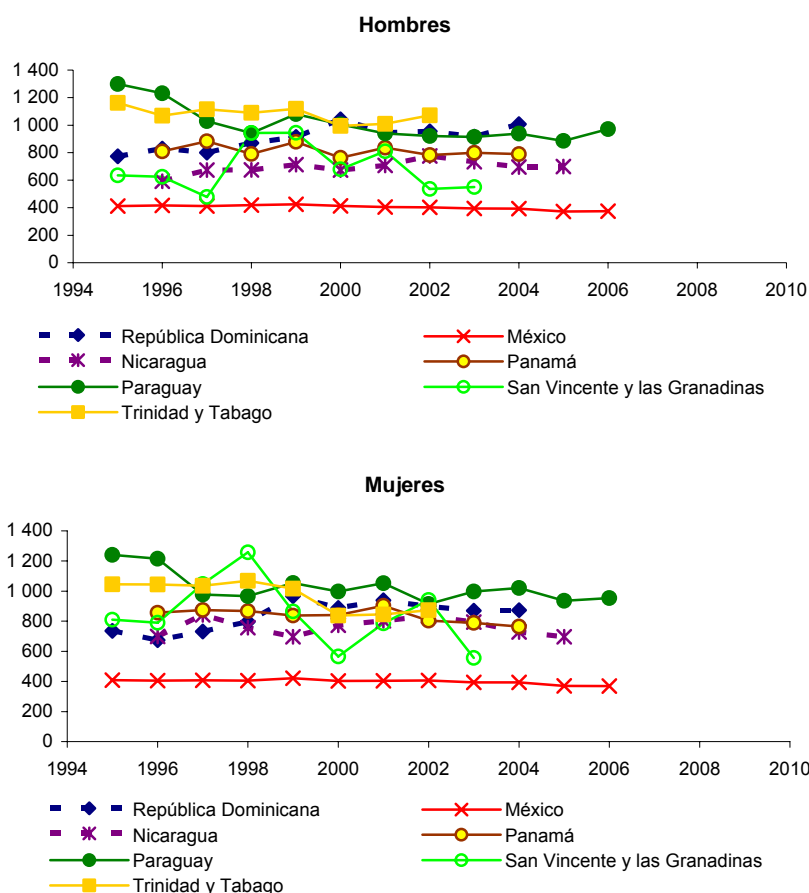 Hombres
1 400
1 200
1 000
800
600
400
200
0
1994 1996 1998 2000 2002 2004 2006 2008 2010
República Dominicana México
Nicaragua Panamá
Paraguay San Vincente y las Granadinas
Trinidad y Tabago
Mujeres
1 400
1 200
1 000
800
600
400
200
0
1994 1996 1998 2000 2002 2004 2006 2008 2010
República Dominicana México
Nicaragua Panamá
Paraguay San Vincente y las Granadinas
Trinidad y Tabago